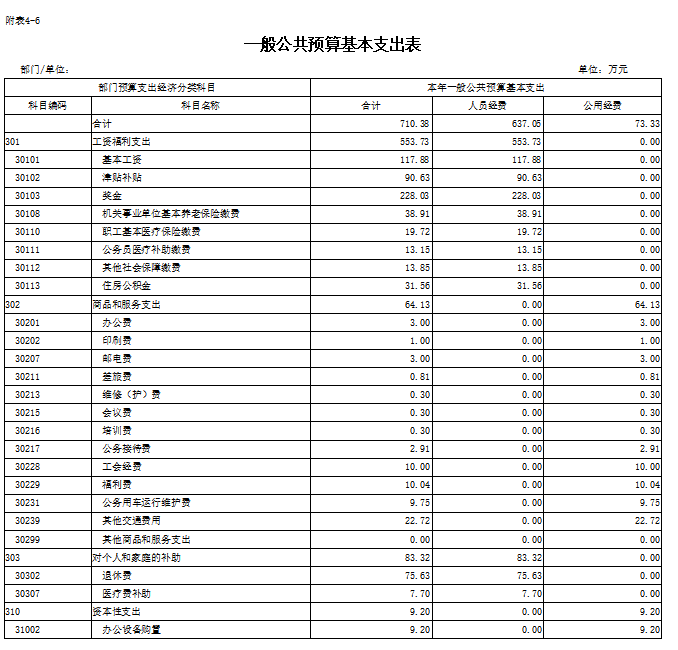 附表4-6
一般公共预算基本支出表
部门/单位： 单位：万元
部门预算支出经济分类科目 本年一般公共预算基本支出
科目编码 科目名称 合计 人员经费 公用经费
合计 710.38 637.05 73.33
301 工资福利支出 553.73 553.73 0.00
30101 基本工资 117.88 117.88 0.00
30102 津贴补贴 90.63 90.63 0.00
30103 奖金 228.03 228.03 0.00
30108 机关事业单位基本养老保险缴费 38.91 38.91 0.00
30110 职工基本医疗保险缴费 19.72 19.72 0.00
30111 公务员医疗补助缴费 13.15 13.15 0.00
30112 其他社会保障缴费 13.85 13.85 0.00
30113 住房公积金 31.56 31.56 0.00
302 商品和服务支出 64.13 0.00 64.13
30201 办公费 3.00 0.00 3.00
30202 印刷费 1.00 0.00 1.00
30207 邮电费 3.00 0.00 3.00
30211 差旅费 0.81 0.00 0.81
30213 维修（护）费 0.30 0.00 0.30
30215 会议费 0.30 0.00 0.30
30216 培训费 0.30 0.00 0.30
30217 公务接待费 2.91 0.00 2.91
30228 工会经费 10.00 0.00 10.00
30229 福利费 10.04 0.00 10.04
30231 公务用车运行维护费 9.75 0.00 9.75
30239 其他交通费用 22.72 0.00 22.72
30299 其他商品和服务支出 0.00 0.00 0.00
303 对个人和家庭的补助 83.32 83.32 0.00
30302 退休费 75.63 75.63 0.00
30307 医疗费补助 7.70 7.70 0.00
310 资本性支出 9.20 0.00 9.20
31002 办公设备购置 9.20 0.00 9.20